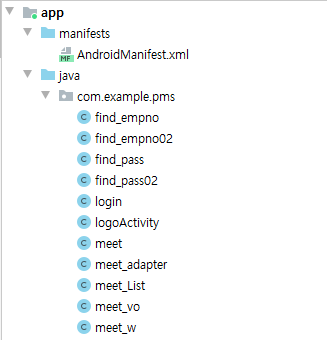 app
manifests
AndroidManifest.xml
java
com.example.pms
find_empno
find_empno02
find_pass
find_pass02
login
logoActivity
meet
meet_adapter
meet_List
meet_vo
meet_w